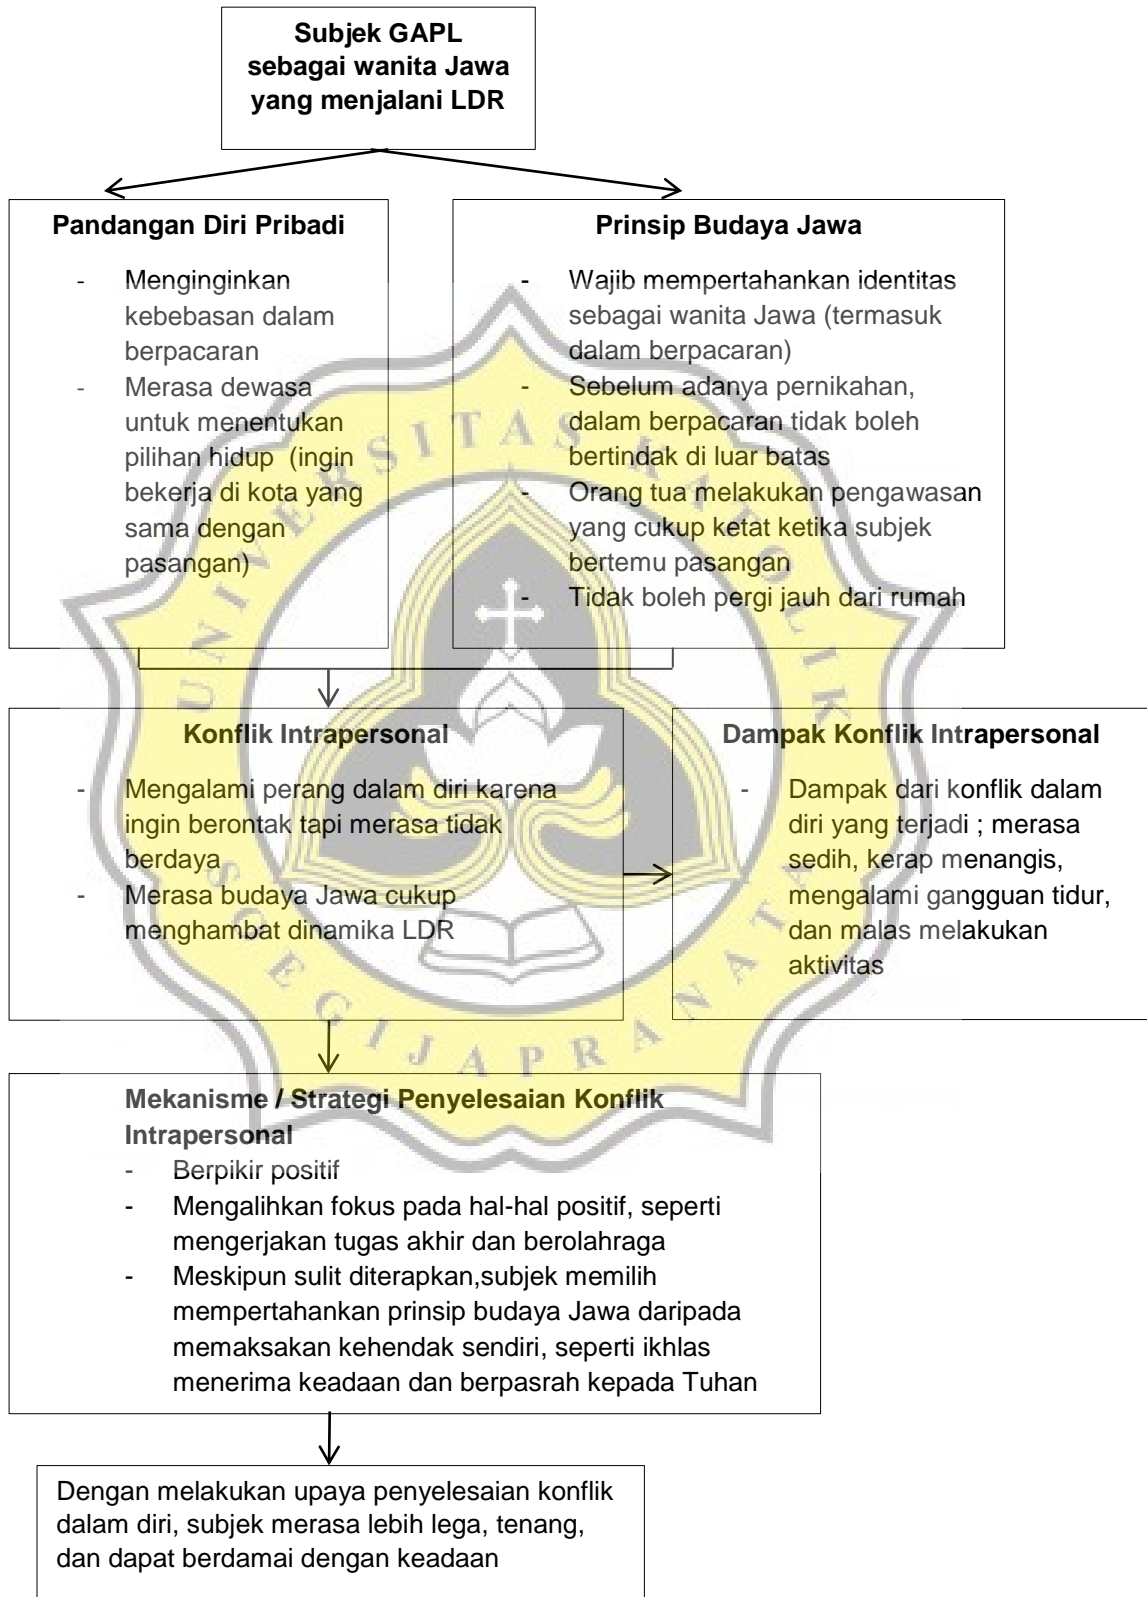 Subjek GAPL
sebagai wanita Jawa
yang menjalani LDR
Pandangan Diri Pribadi
- Menginginkan
kebebasan dalam
berpacaran
- Merasa dewasa
untuk menentukan
pilihan hidup (ingin
bekerja di kota yang
sama dengan
pasangan)
Prinsip Budaya Jawa
- Wajib mempertahankan identitas
sebagai wanita Jawa (termasuk
dalam berpacaran)
- Sebelum adanya pernikahan,
dalam berpacaran tidak boleh
bertindak di luar batas
- Orang tua melakukan pengawasan
yang cukup ketat ketika subjek
bertemu pasangan
- Tidak boleh pergi jauh dari rumah
Konflik Intrapersonal
- Mengalami perang dalam diri karena
ingin berontak tapi merasa tidak
berdaya
- Merasa budaya Jawa cukup
menghambat dinamika LDR
Dampak Konflik Intrapersonal
- Dampak dari konflik dalam
diri yang terjadi ; merasa
sedih, kerap menangis,
mengalami gangguan tidur,
dan malas melakukan
aktivitas
Mekanisme / Strategi Penyelesaian Konflik
Intrapersonal
- Berpikir positif
- Mengalihkan fokus pada hal-hal positif, seperti
mengerjakan tugas akhir dan berolahraga
- Meskipun sulit diterapkan,subjek memilih
mempertahankan prinsip budaya Jawa daripada
memaksakan kehendak sendiri, seperti ikhlas
menerima keadaan dan berpasrah kepada Tuhan
Dengan melakukan upaya penyelesaian konflik
dalam diri, subjek merasa lebih lega, tenang,
dan dapat berdamai dengan keadaan
UNIVERSITAS KATOLIK
SOEGIJAPRANATA